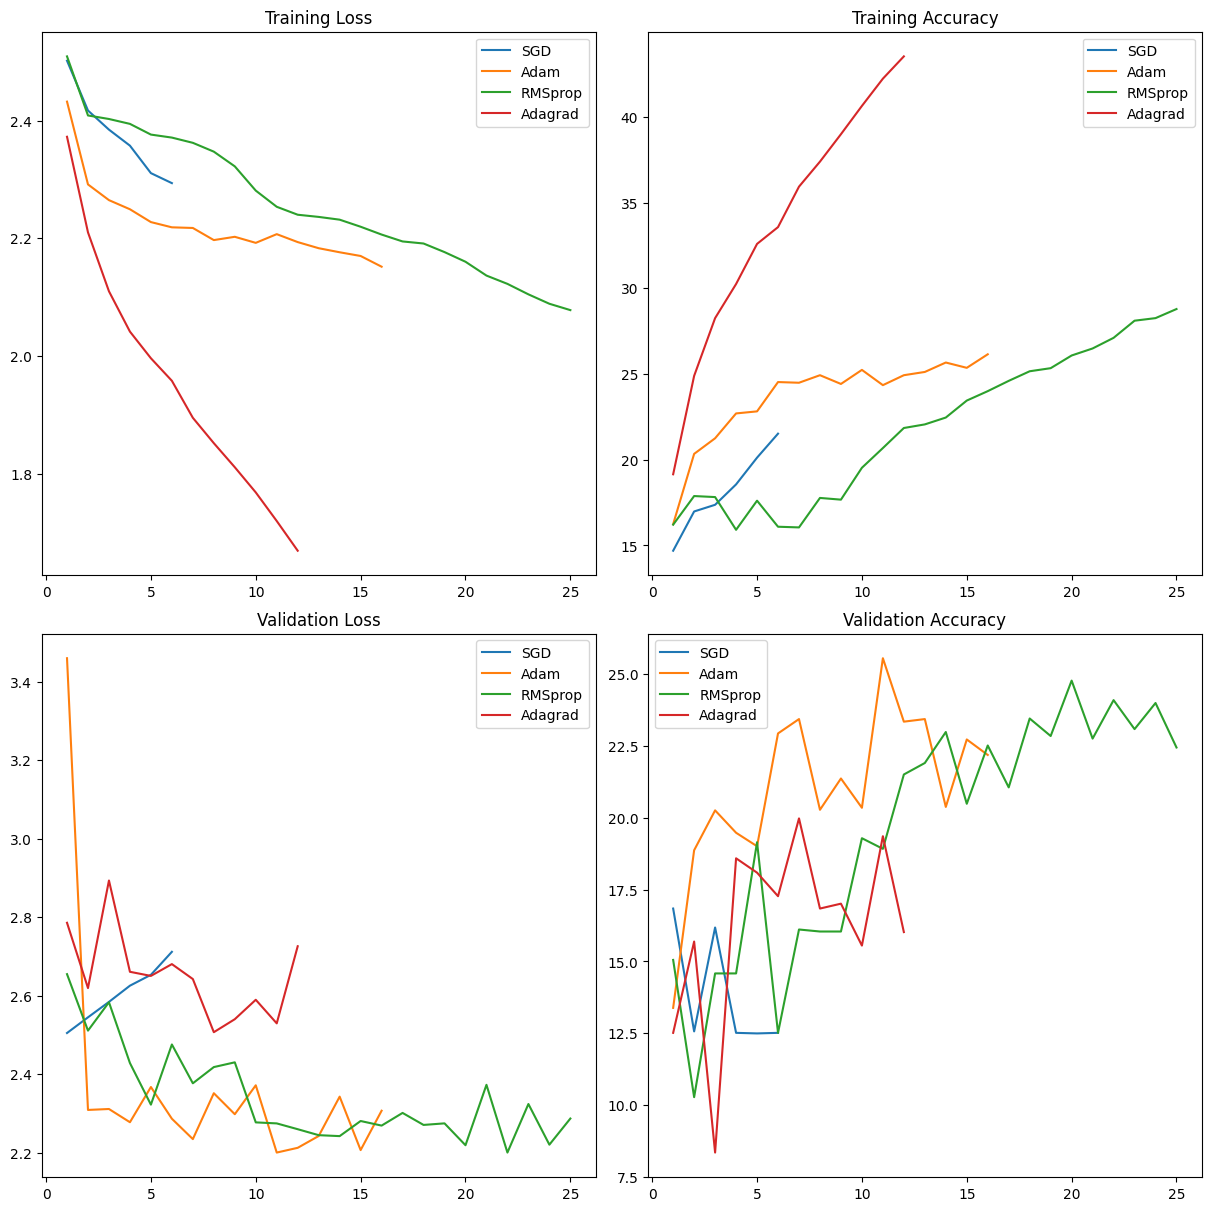 Training Loss
SGD
Adam
RMSprop
Adagrad
2.4
2.2
2.0
1.8
0 5 10 15 20 25
Training Accuracy
SGD
Adam
RMSprop
Adagrad
40
35
30
25
20
15
0 5 10 15 20 25
Validation Loss
SGD
Adam
RMSprop
Adagrad
3.4
3.2
3.0
2.8
2.6
2.4
2.2
0 5 10 15 20 25
Validation Accuracy
SGD
Adam
RMSprop
Adagrad
25.0
22.5
20.0
17.5
15.0
12.5
10.0
7.5
0 5 10 15 20 25